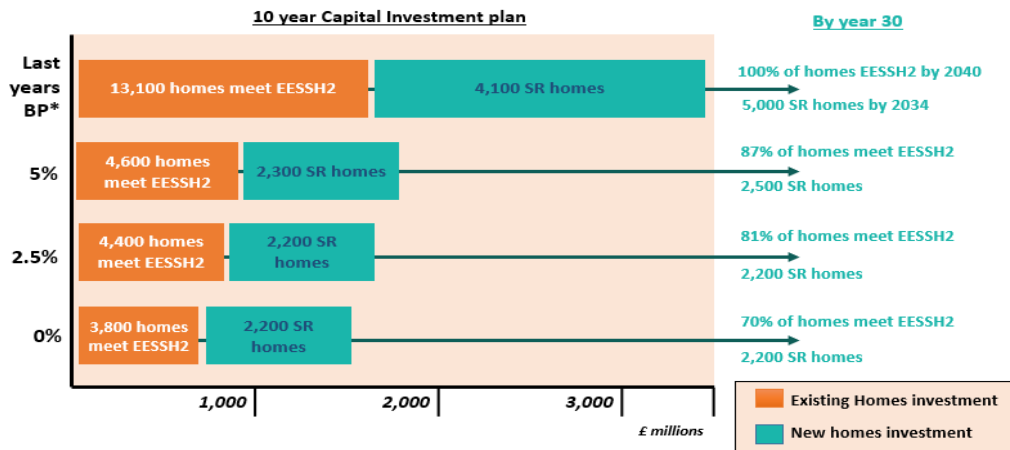 10 year Capital Investment plan
By year 30
Last
years
BP*
13,100 homes meet EESSH2
4,100 SR homes
100% of homes EESSH2 by 2040
5,000 SR homes by 2034
5%
4,600 homes
meet EESSH2
2,300 SR homes
87% of homes meet EESSH2
2,500 SR homes
2.5%
4,400 homes
meet EESSH2
2,200 SR
homes
81% of homes meet EESSH2
2,200 SR homes
0%
3,800 homes
meet EESSH2
2,200 SR
homes
70% of homes meet EESSH2
2,200 SR homes
1,000
2,000
3,000
£ millions
Existing Homes investment
New homes investment